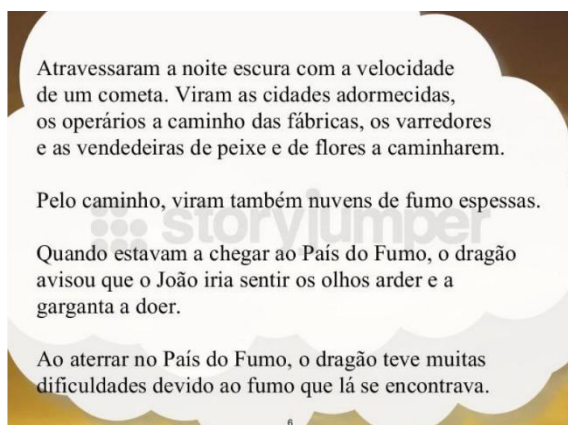 Atravessaram a noite escura com a velocidade
de um cometa. Viram as cidades adormecidas,
os operários a caminho das fábricas, os varredores
e as vendedeiras de peixe e de flores a caminharem.
Pelo caminho, viram também nuvens de fumo espessas.
storyjumper
Quando estavam a chegar ao País do Fumo, o dragão
avisou que o João iria sentir os olhos arder e a
garganta a doer.
Ao aterrar no País do Fumo, o dragão teve muitas
dificuldades devido ao fumo que lá se encontrava.
6